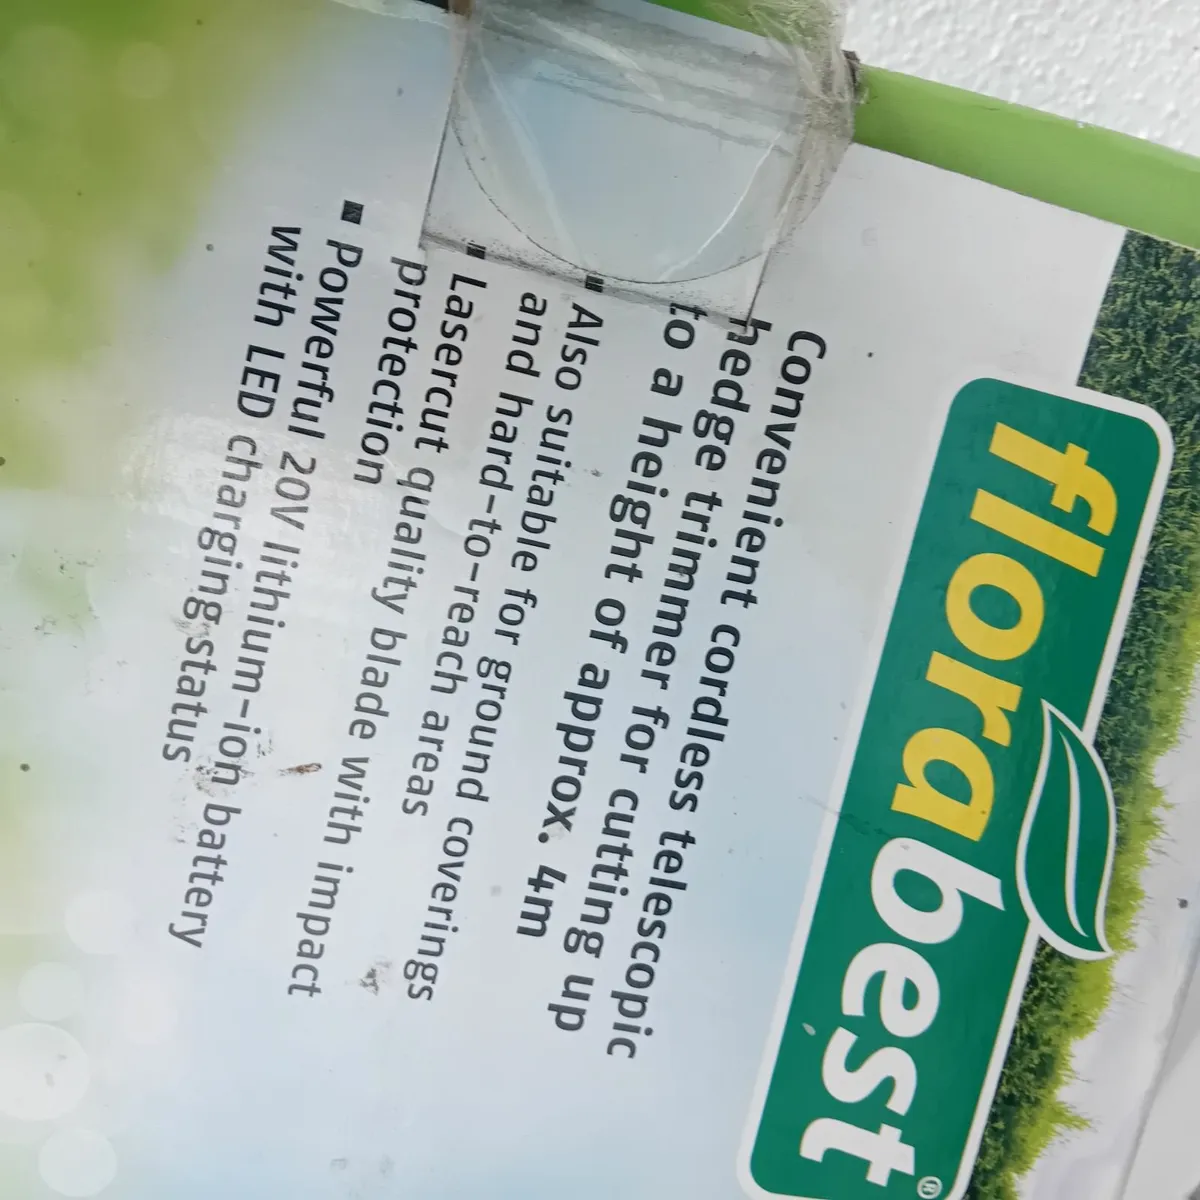 florabest®
Convenient cordless telescopic
hedge trimmer for cutting up
to a height of approx. 4m
▪ Also suitable for ground coverings
and hard-to-reach areas
▪ Lasercut quality blade with impact
protection
▪ Powerful 20V lithium-ion battery
with LED charging status